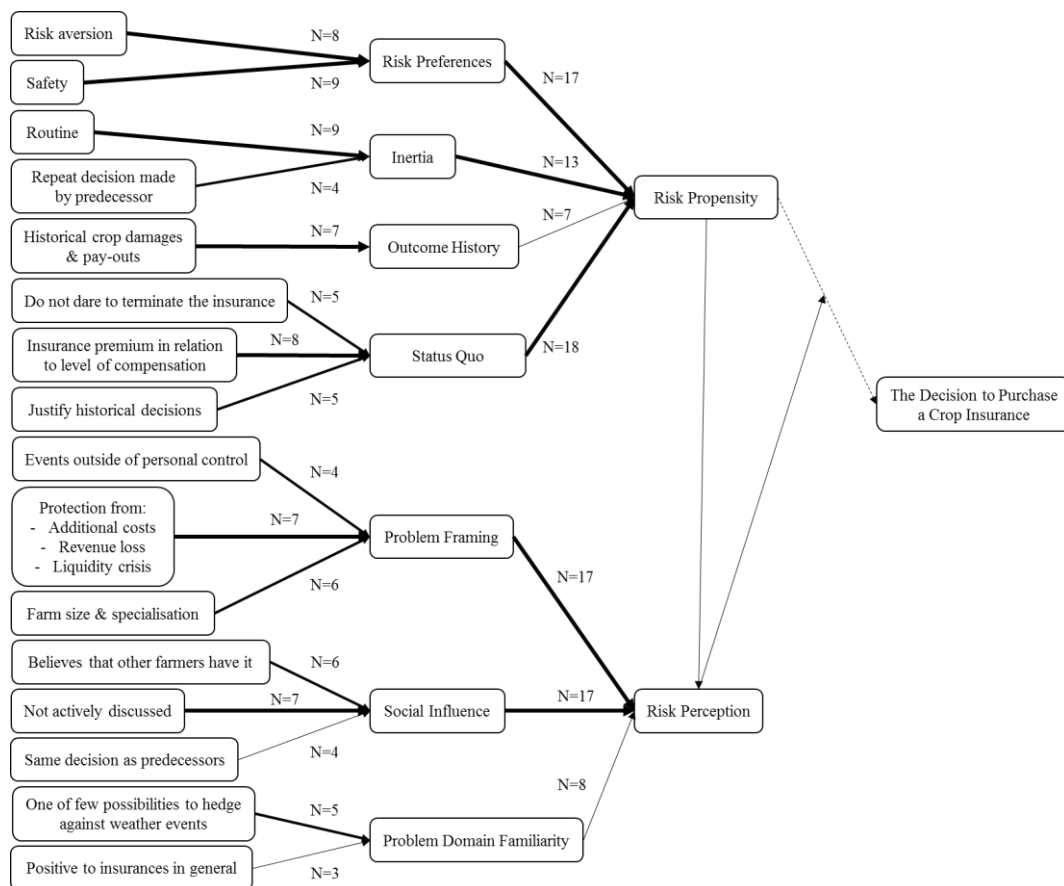 Risk aversion
N=8
Risk Preferences
Safety
N=9
N=17
Routine
N=9
Inertia
N=13
Repeat decision made
by predecessor
N=4
Risk Propensity
Historical crop damages
& pay-outs
N=7
Outcome History
N=7
Do not dare to terminate the insurance
N=5
Insurance premium in relation
to level of compensation
N=8
Status Quo
N=18
Justify historical decisions
N=5
The Decision to Purchase
a Crop Insurance
Events outside of personal control
N=4
Protection from:
- Additional costs
- Revenue loss
- Liquidity crisis
N=7
Problem Framing
N=17
Farm size & specialisation
N=6
Believes that other farmers have it
N=6
Not actively discussed
N=7
Social Influence
N=17
Risk Perception
Same decision as predecessors
N=4
One of few possibilities to hedge
against weather events
N=5
Problem Domain Familiarity
N=8
Positive to insurances in general
N=3